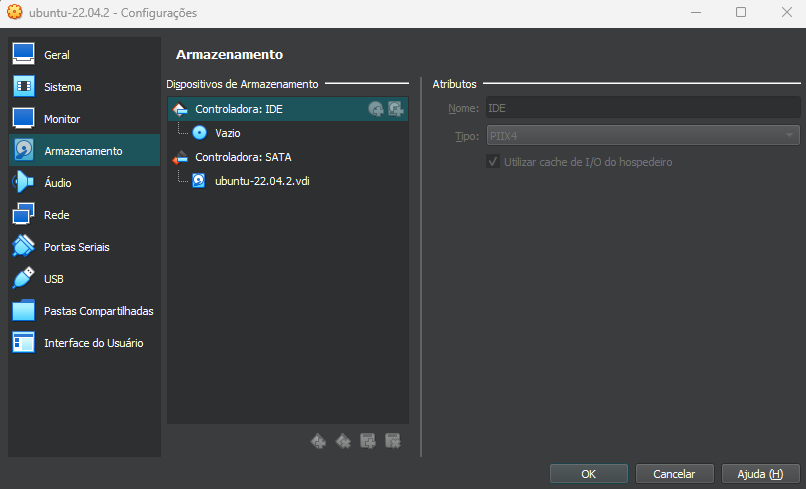 ubuntu-22.04.2 - Configurações
Geral
Sistema
Monitor
Armazenamento
Áudio
Rede
Portas Seriais
USB
Pastas Compartilhadas
Interface do Usuário
Armazenamento
Dispositivos de Armazenamento
Controladora: IDE
Vazio
Controladora: SATA
ubuntu-22.04.2.vdi
Atributos
Nome: IDE
Tipo: PIIX4
Utilizar cache de I/O do hospedeiro
OK
Cancelar
Ajuda (H)